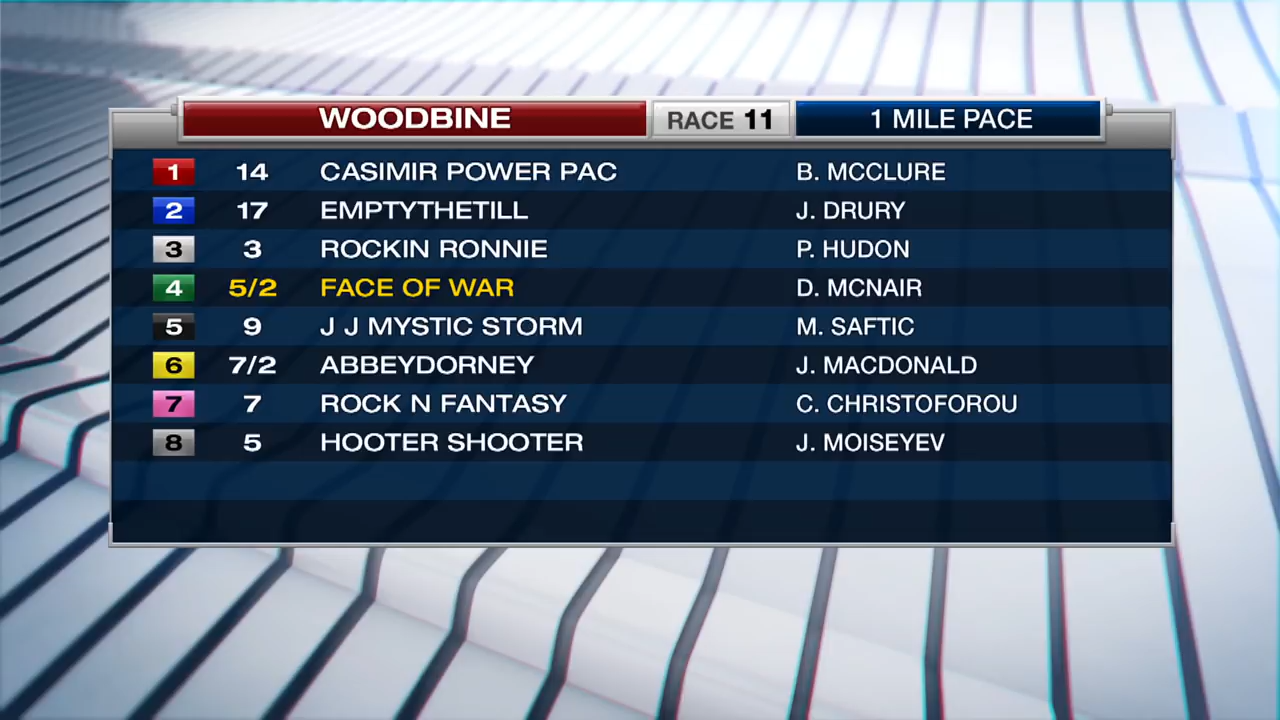 WOODBINE RACE 11 1 MILE PACE
1 14 CASIMIR POWER PAC B. MCCLURE
2 17 EMPTYTHETILL J. DRURY
3 3 ROCKIN RONNIE P. HUDON
4 5/2 FACE OF WAR D. MCNAIR
5 9 J J MYSTIC STORM M. SAFTIC
6 7/2 ABBEYDORNEY J. MACDONALD
7 7 ROCK N FANTASY C. CHRISTOFOROU
8 5 HOOTER SHOOTER J. MOISEYEV